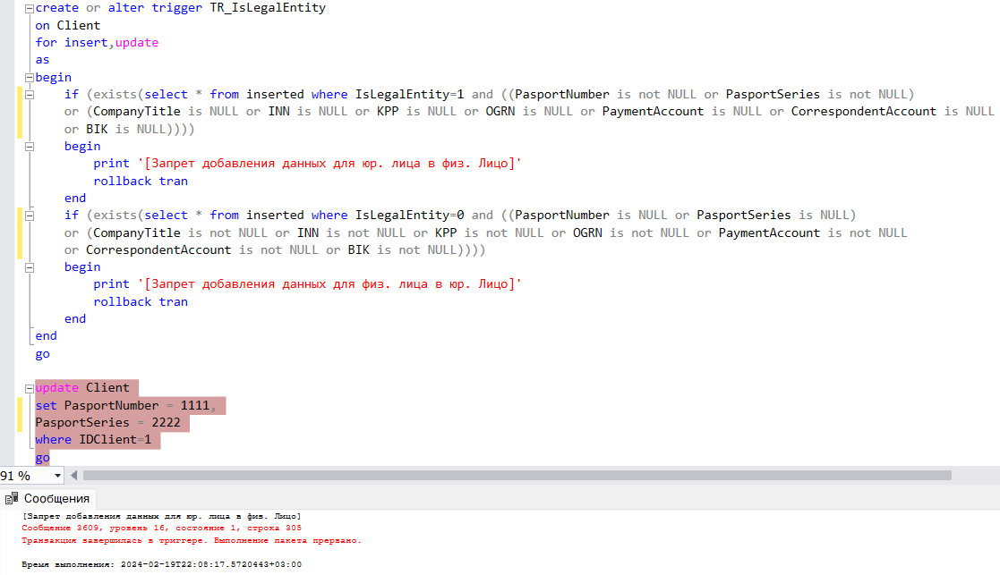 create or alter trigger TR_IsLegalEntity
on Client
for insert,update
as
begin
if (exists(select * from inserted where IsLegalEntity=1 and ((PasportNumber is not NULL or PasportSeries is not NULL)
or (CompanyTitle is NULL or INN is NULL or KPP is NULL or OGRN is NULL or PaymentAccount is NULL or CorrespondentAccount is NULL
or BIK is NULL))))
begin
print '[Запрет добавления данных для юр. лица в физ. Лицо]'
rollback tran
end
if (exists(select * from inserted where IsLegalEntity=0 and ((PasportNumber is NULL or PasportSeries is NULL)
or (CompanyTitle is not NULL or INN is not NULL or KPP is not NULL or OGRN is not NULL or PaymentAccount is not NULL
or CorrespondentAccount is not NULL or BIK is not NULL))))
begin
print '[Запрет добавления данных для физ. лица в юр. Лицо]'
rollback tran
end
end
go
update Client
set PasportNumber = 1111,
PasportSeries = 2222
where IDClient=1
go
91 %
Сообщения
[Запрет добавления данных для юр. лица в физ. Лицо]
Сообщение 3609, уровень 16, состояние 1, строка 305
Транзакция завершилась в триггере. Выполнение пакета прервано.
Время выполнения: 2024-02-19T22:08:17.5720443+03:00